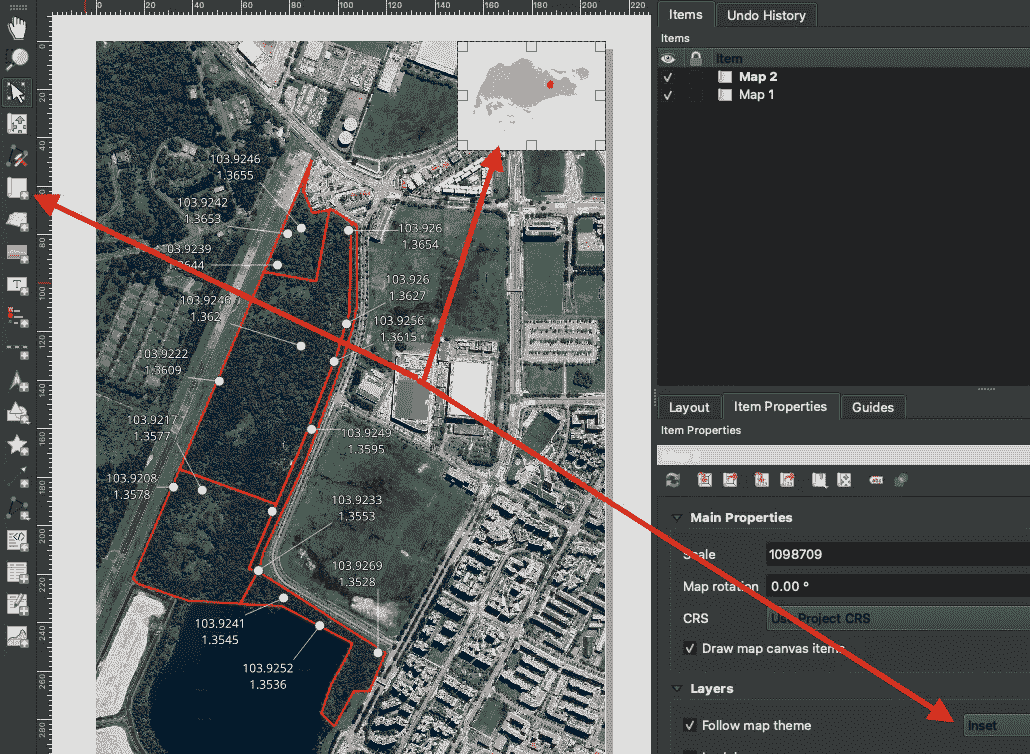 0 20 40 60 80 100 120 140 160 180 200 220
0
20
40
80
100
120
140
160
180
200
220
240
260
280
103.9246
1.3655
103.9242
1.3653
103.926
1.3654
103.9239
1.3644
103.926
1.3627
103.9246
1.362
103.9256
1.3615
103.9222
1.3609
103.9217
1.3577
103.9249
1.3595
103.9208
1.3578
103.9233
1.3553
103.9269
1.3528
103.9241
1.3545
103.9252
1.3536
Items Undo History
Items
Item
Map 2
Map 1
Layout Item Properties Guides
Item Properties
abc
Main Properties
Scale 1098709
Map rotation 0.00 °
CRS Use Project CRS
Draw map canvas items
Layers
Follow map theme Inset